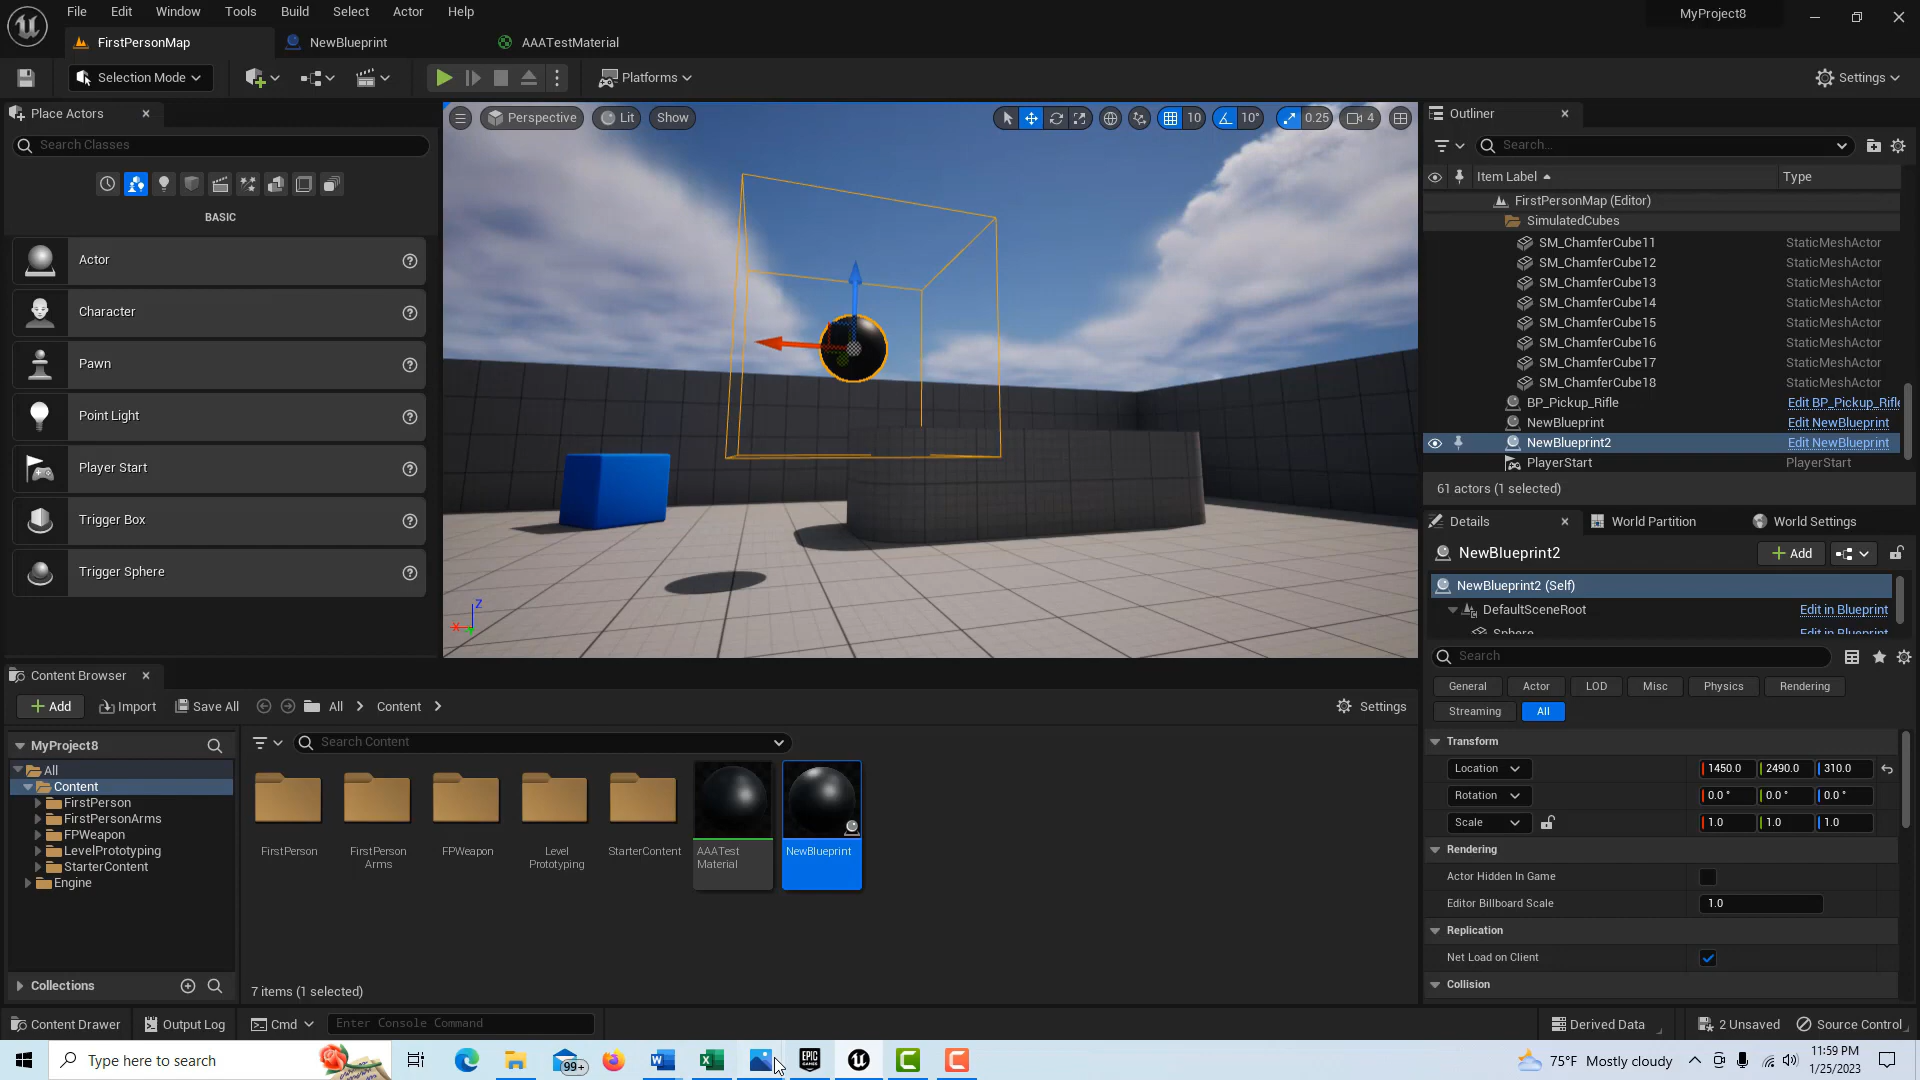 File Edit Window Tools Build Select Actor Help
MyProject8
FirstPersonMap
NewBlueprint
AAATestMaterial
Selection Mode
Platforms
Settings
Place Actors
Search Classes
BASIC
Actor
Character
Pawn
Point Light
Player Start
Trigger Box
Trigger Sphere
Perspective
Lit
Show
10
10°
0.25
4
Z
X
Outliner
Search...
Item Label
Type
FirstPersonMap (Editor)
SimulatedCubes
SM_ChamferCube11 StaticMeshActor
SM_ChamferCube12 StaticMeshActor
SM_ChamferCube13 StaticMeshActor
SM_ChamferCube14 StaticMeshActor
SM_ChamferCube15 StaticMeshActor
SM_ChamferCube16 StaticMeshActor
SM_ChamferCube17 StaticMeshActor
SM_ChamferCube18 StaticMeshActor
BP_Pickup_Rifle Edit BP_Pickup_Rifle
NewBlueprint Edit NewBlueprint
NewBlueprint2 Edit NewBlueprint
PlayerStart PlayerStart
61 actors (1 selected)
Details
World Partition
World Settings
NewBlueprint2
Add
NewBlueprint2 (Self)
DefaultSceneRoot Edit in Blueprint
Sphere Edit in Blueprint
Search
General Actor LOD Misc Physics Rendering
Streaming All
Transform
Location 1450.0 2490.0 310.0
Rotation 0.0 ° 0.0 ° 0.0 °
Scale 1.0 1.0 1.0
Rendering
Actor Hidden In Game
Editor Billboard Scale 1.0
Replication
Net Load on Client
Collision
Content Browser
Add
Import
Save All
All
Content
Settings
MyProject8
All
Content
FirstPerson
FirstPersonArms
FPWeapon
LevelPrototyping
StarterContent
Engine
Collections
Search Content
FirstPerson
FirstPerson
Arms
FPWeapon
Level
Prototyping
StarterContent
AAATest
Material
NewBlueprint
7 items (1 selected)
Content Drawer
Output Log
Cmd
Enter Console Command
Derived Data
2 Unsaved
Source Control
Type here to search
99+
EPIC
GAMES
75°F Mostly cloudy
11:59 PM
1/25/2023